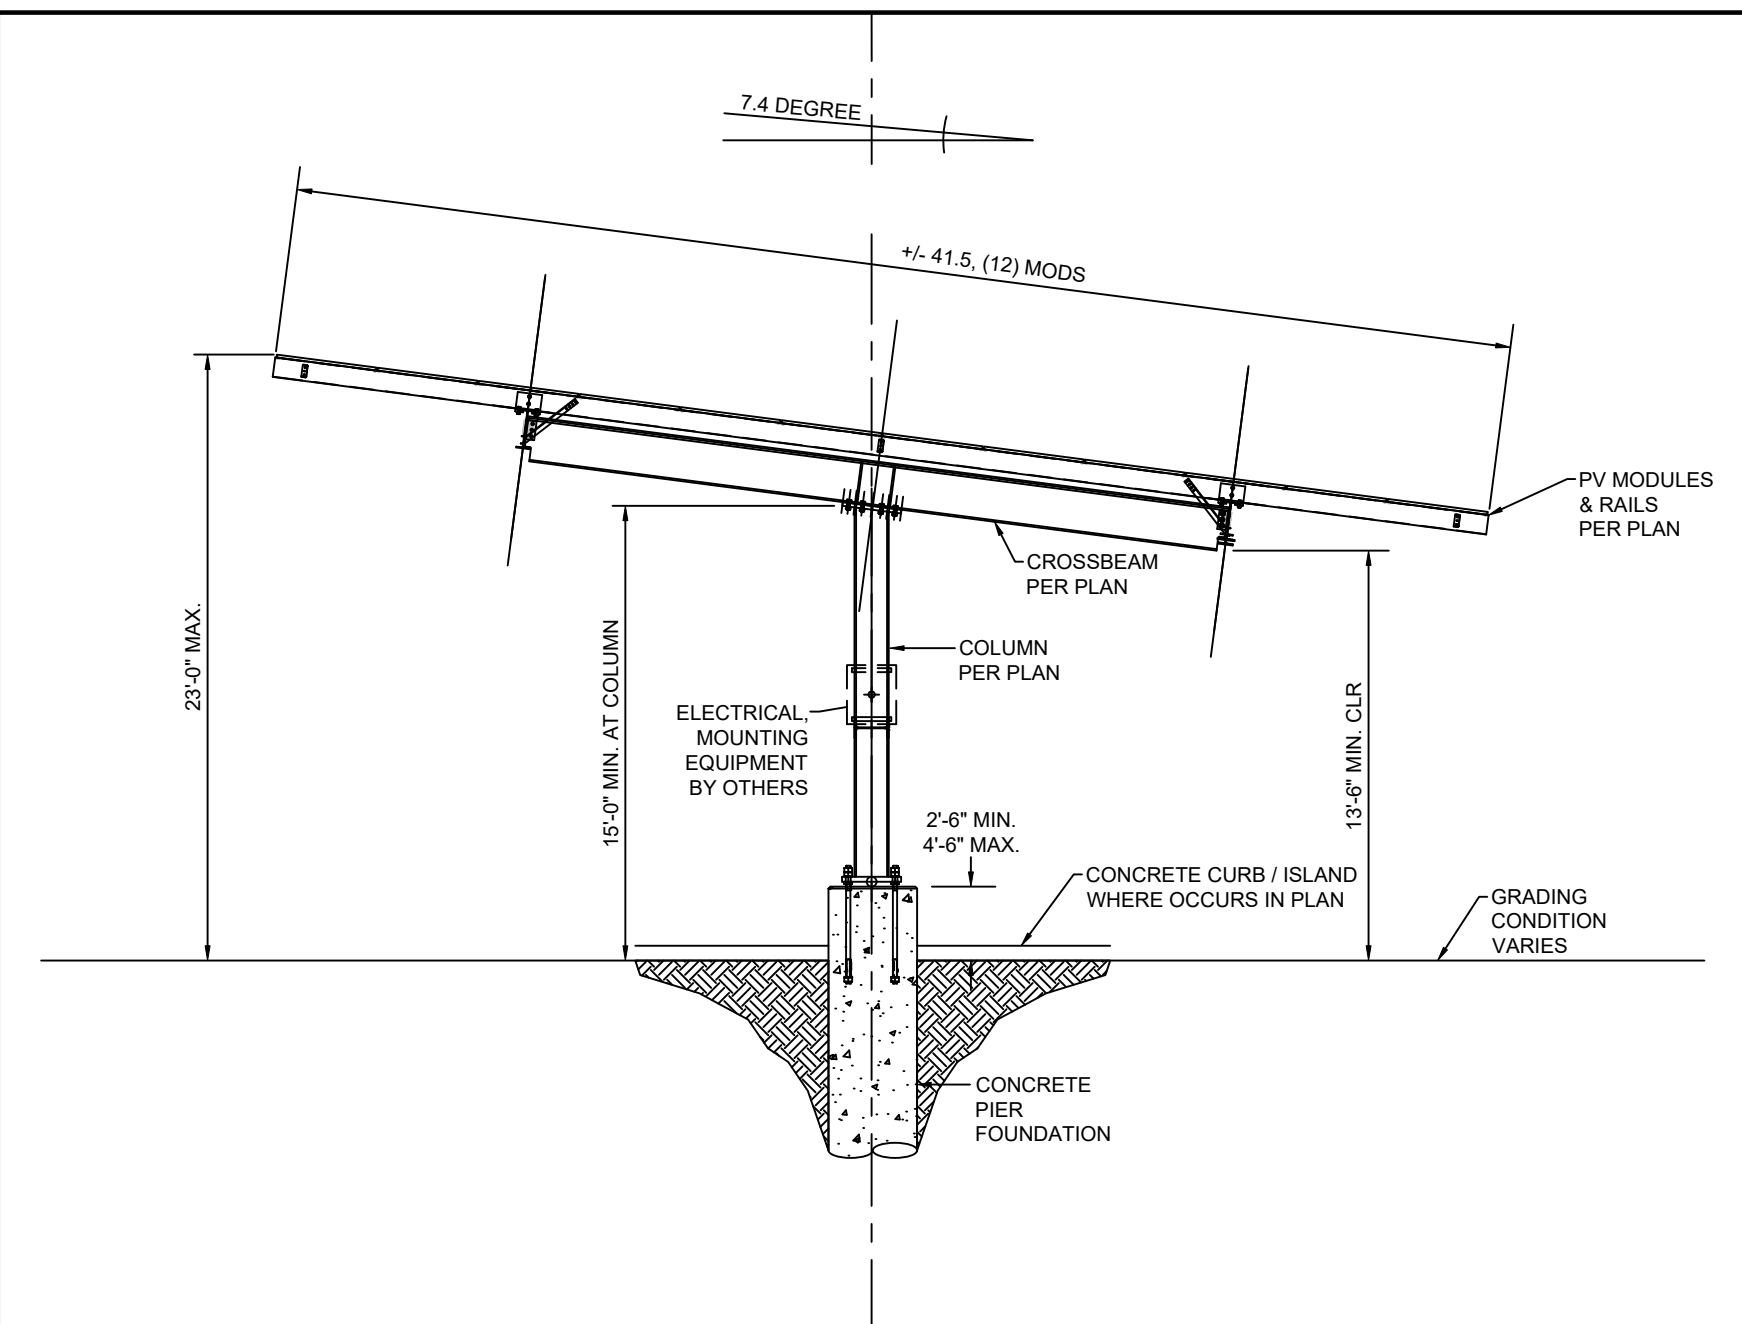 7.4 DEGREE
+/- 41.5, (12) MODS
PV MODULES
& RAILS
PER PLAN
CROSSBEAM
PER PLAN
23'-0" MAX.
15'-0" MIN. AT COLUMN
COLUMN
PER PLAN
13'-6" MIN. CLR
ELECTRICAL,
MOUNTING
EQUIPMENT
BY OTHERS
2'-6" MIN.
4'-6" MAX.
CONCRETE CURB / ISLAND
WHERE OCCURS IN PLAN
GRADING
CONDITION
VARIES
CONCRETE
PIER
FOUNDATION